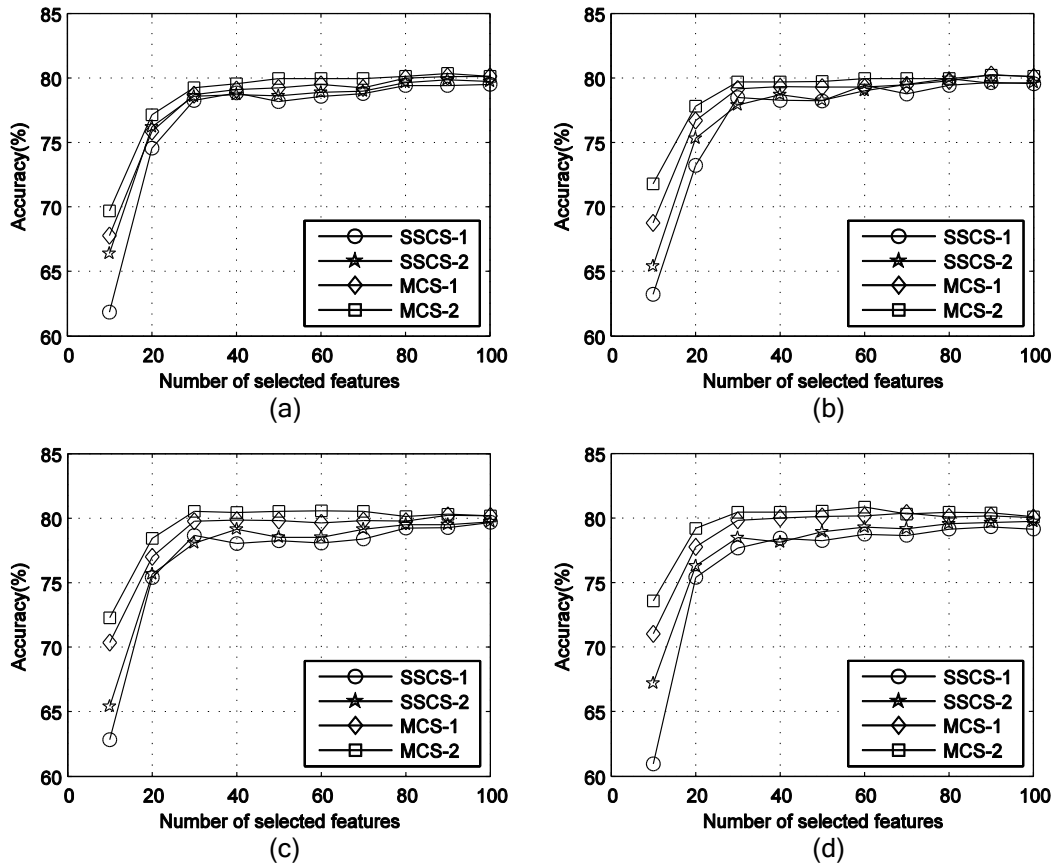 85
80
75
70
65
60
Accuracy(%)
SSCS-1
SSCS-2
MCS-1
MCS-2
0 20 40 60 80 100
Number of selected features
(a)
85
80
75
70
65
60
Accuracy(%)
SSCS-1
SSCS-2
MCS-1
MCS-2
0 20 40 60 80 100
Number of selected features
(b)
85
80
75
70
65
60
Accuracy(%)
SSCS-1
SSCS-2
MCS-1
MCS-2
0 20 40 60 80 100
Number of selected features
(c)
85
80
75
70
65
60
Accuracy(%)
SSCS-1
SSCS-2
MCS-1
MCS-2
0 20 40 60 80 100
Number of selected features
(d)